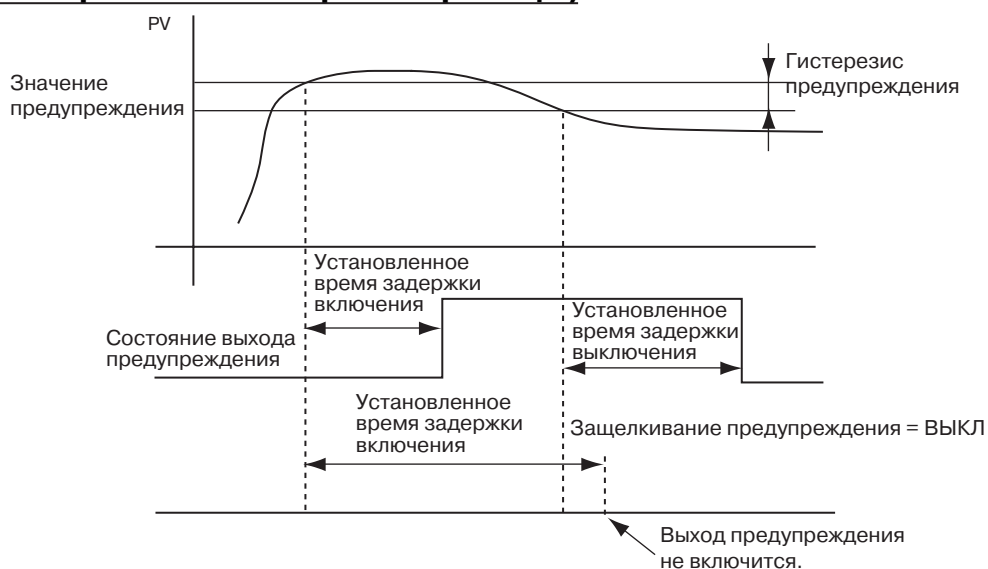 PV
Значение
предупреждения
Гистерезис
предупреждения
Установленное
время задержки
включения
Состояние выхода
предупреждения
Установленное
время задержки
выключения
Установленное
время задержки
включения
Защелкивание предупреждения = ВЫКЛ
Выход предупреждения
не включится.